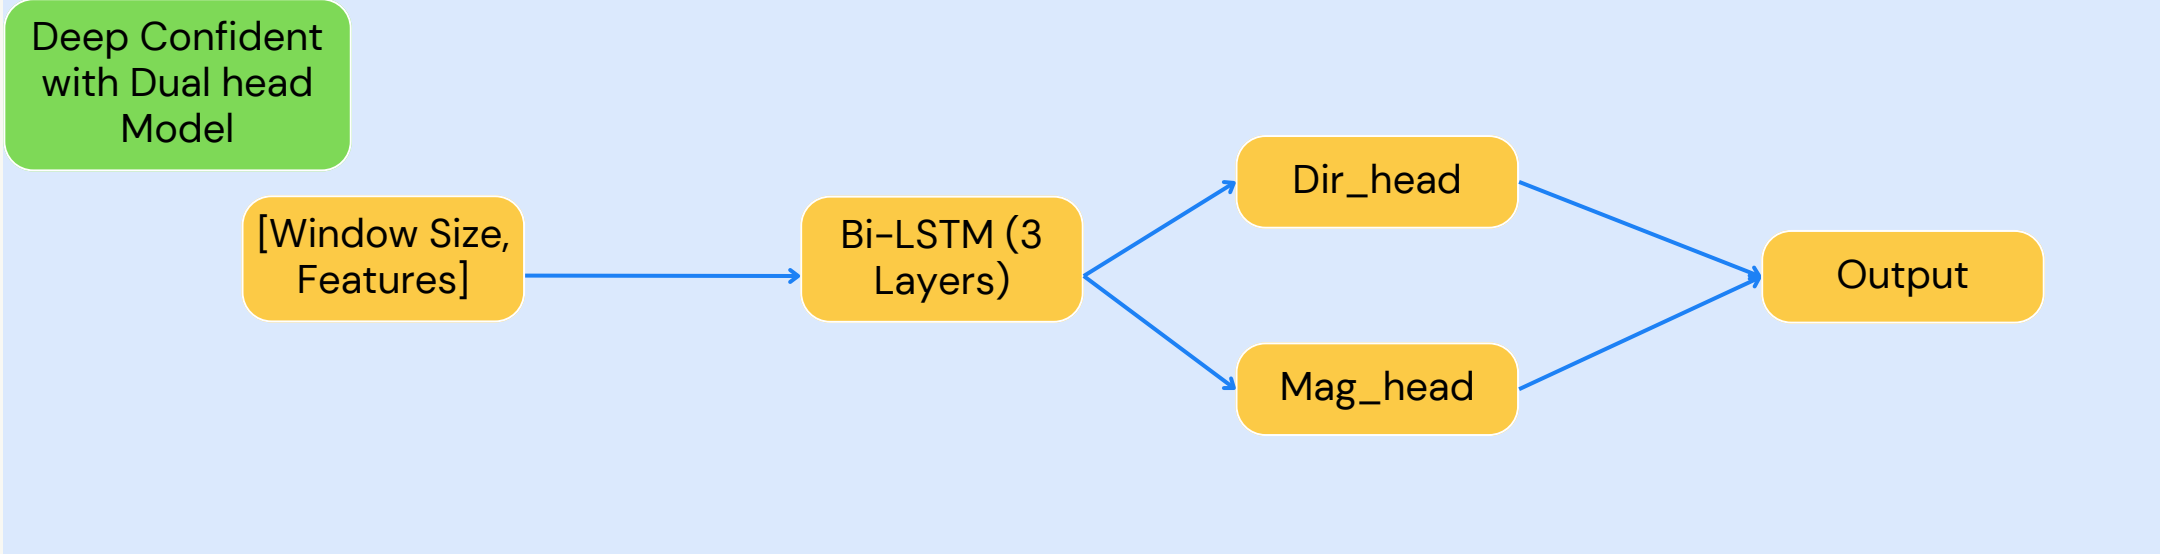 Deep Confident
with Dual head
Model
[Window Size,
Features]
Bi-LSTM (3
Layers)
Dir_head
Mag_head
Output